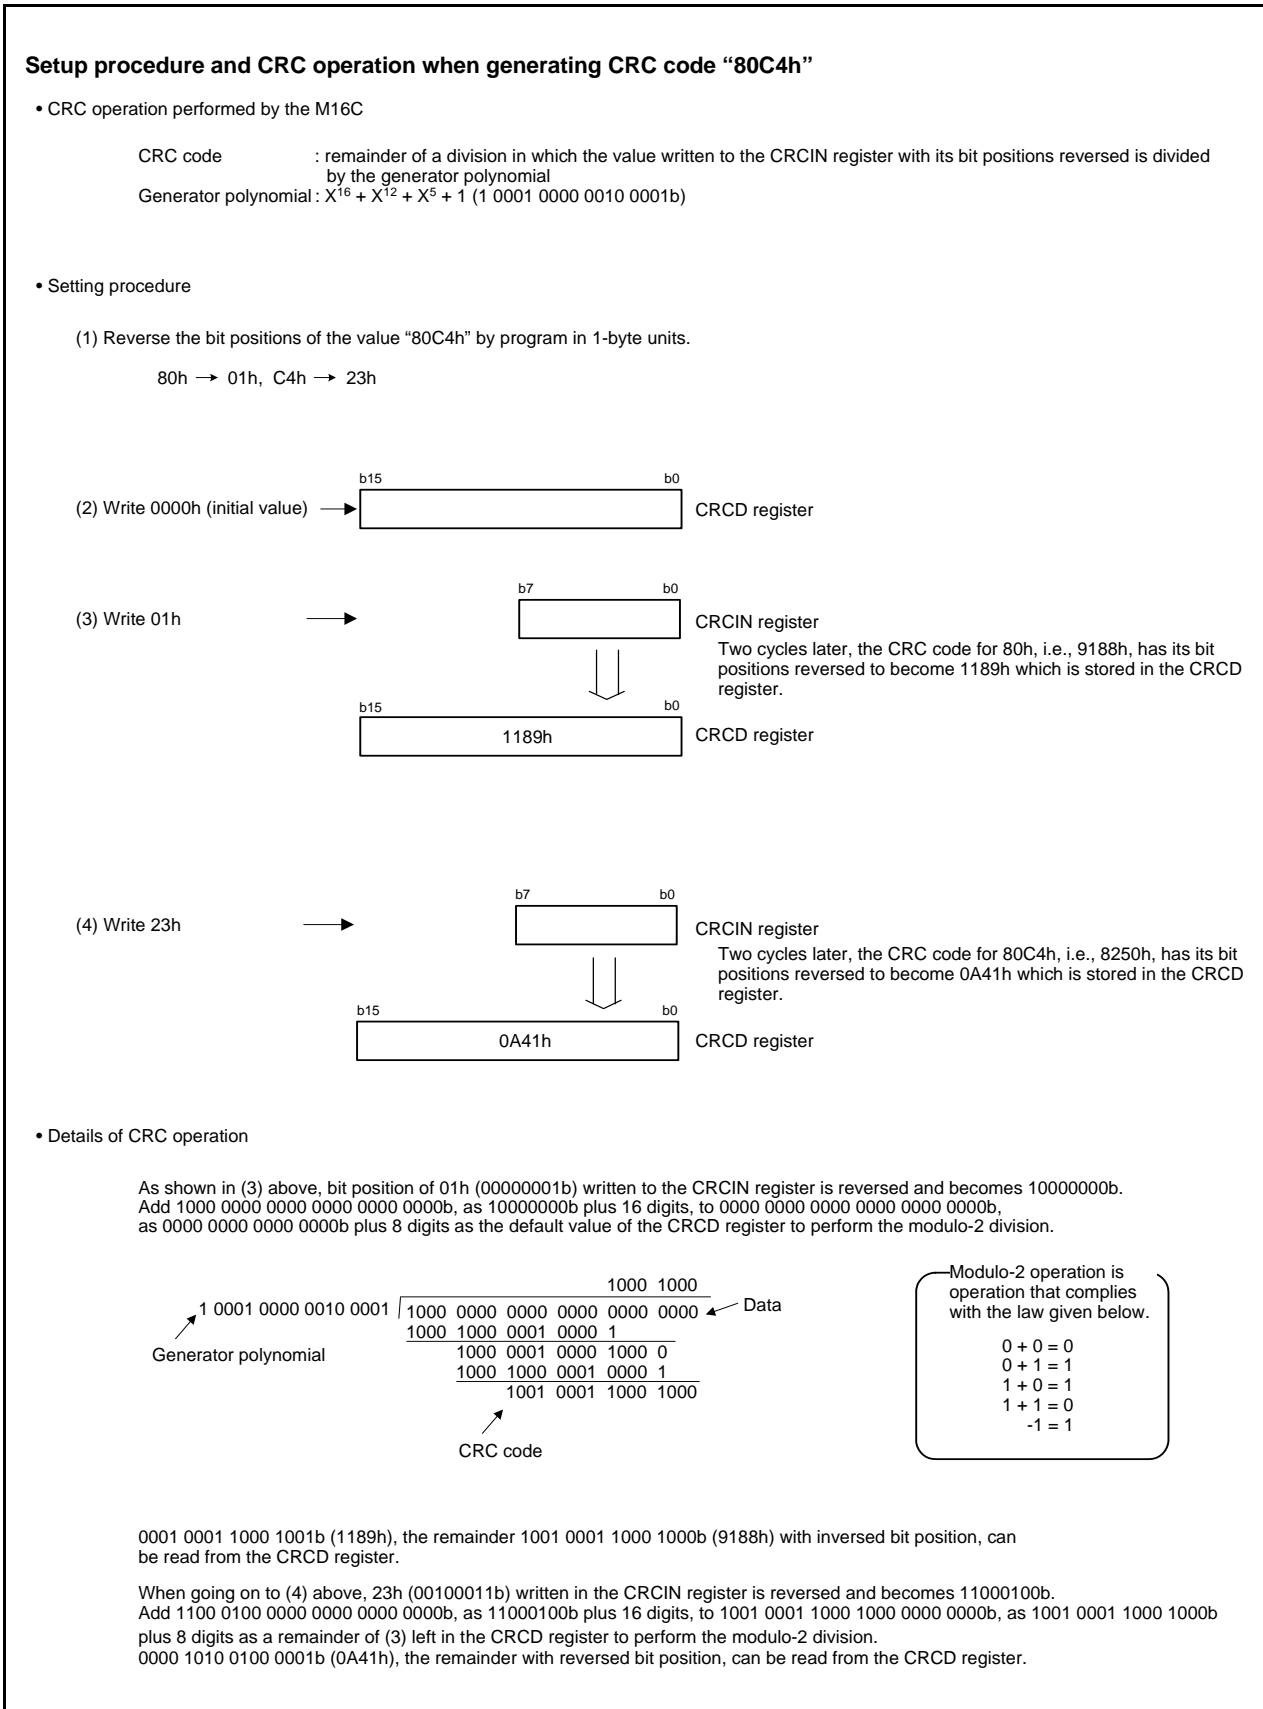 Setup procedure and CRC operation when generating CRC code “80C4h”
• CRC operation performed by the M16C
CRC code : remainder of a division in which the value written to the CRCIN register with its bit positions reversed is divided
by the generator polynomial
Generator polynomial : X¹⁶ + X¹² + X⁵ + 1 (1 0001 0000 0010 0001b)
• Setting procedure
(1) Reverse the bit positions of the value “80C4h” by program in 1-byte units.
80h → 01h, C4h → 23h
b15 b0
(2) Write 0000h (initial value) CRCD register
b7 b0
(3) Write 01h CRCIN register
Two cycles later, the CRC code for 80h, i.e., 9188h, has its bit
positions reversed to become 1189h which is stored in the CRCD
register.
b15 b0
1189h CRCD register
b7 b0
(4) Write 23h CRCIN register
Two cycles later, the CRC code for 80C4h, i.e., 8250h, has its bit
positions reversed to become 0A41h which is stored in the CRCD
register.
b15 b0
0A41h CRCD register
• Details of CRC operation
As shown in (3) above, bit position of 01h (00000001b) written to the CRCIN register is reversed and becomes 10000000b.
Add 1000 0000 0000 0000 0000 0000b, as 10000000b plus 16 digits, to 0000 0000 0000 0000 0000 0000b,
as 0000 0000 0000 0000b plus 8 digits as the default value of the CRCD register to perform the modulo-2 division.
1000 1000
1 0001 0000 0010 0001 1000 0000 0000 0000 0000 0000 Data
1000 1000 0001 0000 1
Generator polynomial 1000 0001 0000 1000 0
1000 1000 0001 0000 1
1001 0001 1000 1000
CRC code
Modulo-2 operation is
operation that complies
with the law given below.
0 + 0 = 0
0 + 1 = 1
1 + 0 = 1
1 + 1 = 0
-1 = 1
0001 0001 1000 1001b (1189h), the remainder 1001 0001 1000 1000b (9188h) with inversed bit position, can
be read from the CRCD register.
When going on to (4) above, 23h (00100011b) written in the CRCIN register is reversed and becomes 11000100b.
Add 1100 0100 0000 0000 0000 0000b, as 11000100b plus 16 digits, to 1001 0001 1000 1000 0000 0000b, as 1001 0001 1000 1000b
plus 8 digits as a remainder of (3) left in the CRCD register to perform the modulo-2 division.
0000 1010 0100 0001b (0A41h), the remainder with reversed bit position, can be read from the CRCD register.